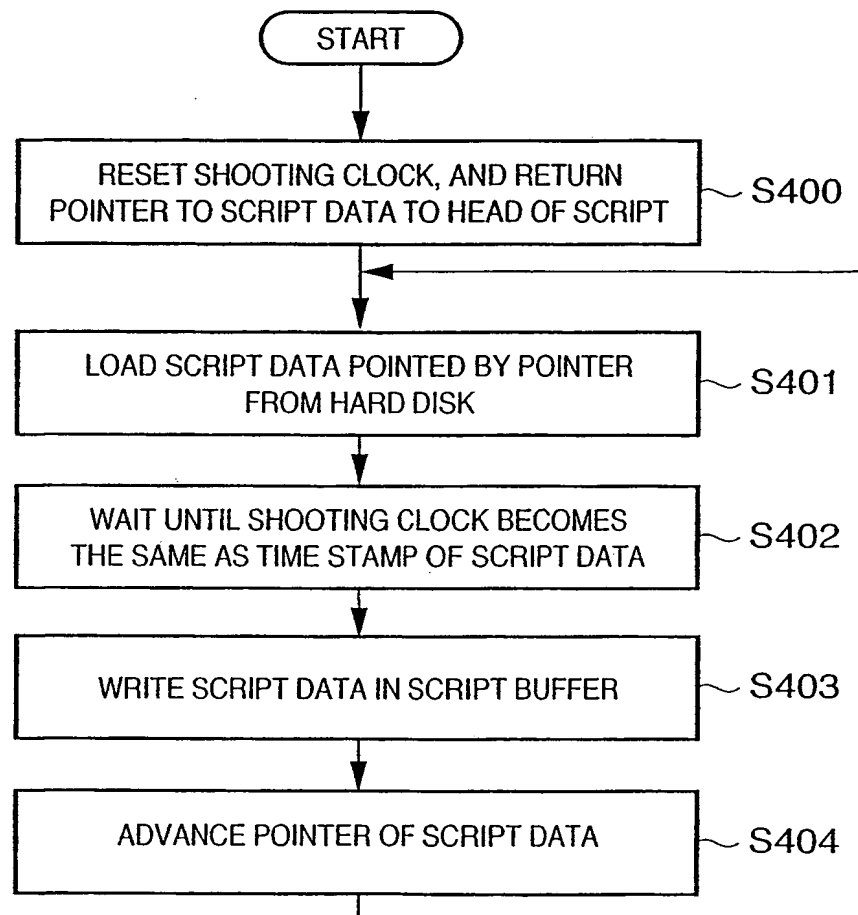 START
RESET SHOOTING CLOCK, AND RETURN
POINTER TO SCRIPT DATA TO HEAD OF SCRIPT
S400
LOAD SCRIPT DATA POINTED BY POINTER
FROM HARD DISK
S401
WAIT UNTIL SHOOTING CLOCK BECOMES
THE SAME AS TIME STAMP OF SCRIPT DATA
S402
WRITE SCRIPT DATA IN SCRIPT BUFFER
S403
ADVANCE POINTER OF SCRIPT DATA
S404